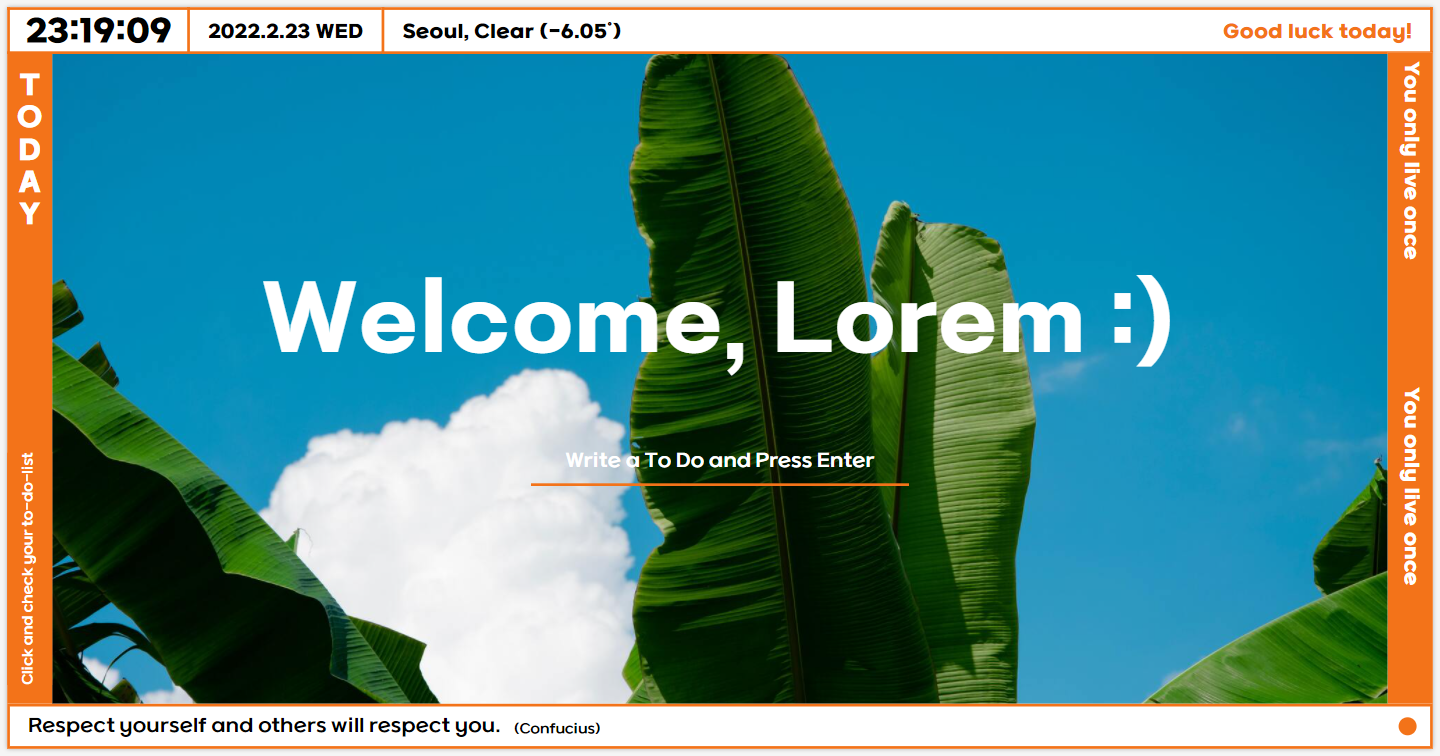 23:19:09
2022.2.23 WED
Seoul, Clear (-6.05°)
Good luck today!
TODAY
Click and check your to-do-list
Welcome, Lorem :)
Write a To Do and Press Enter
You only live once
You only live once
Respect yourself and others will respect you. (Confucius)